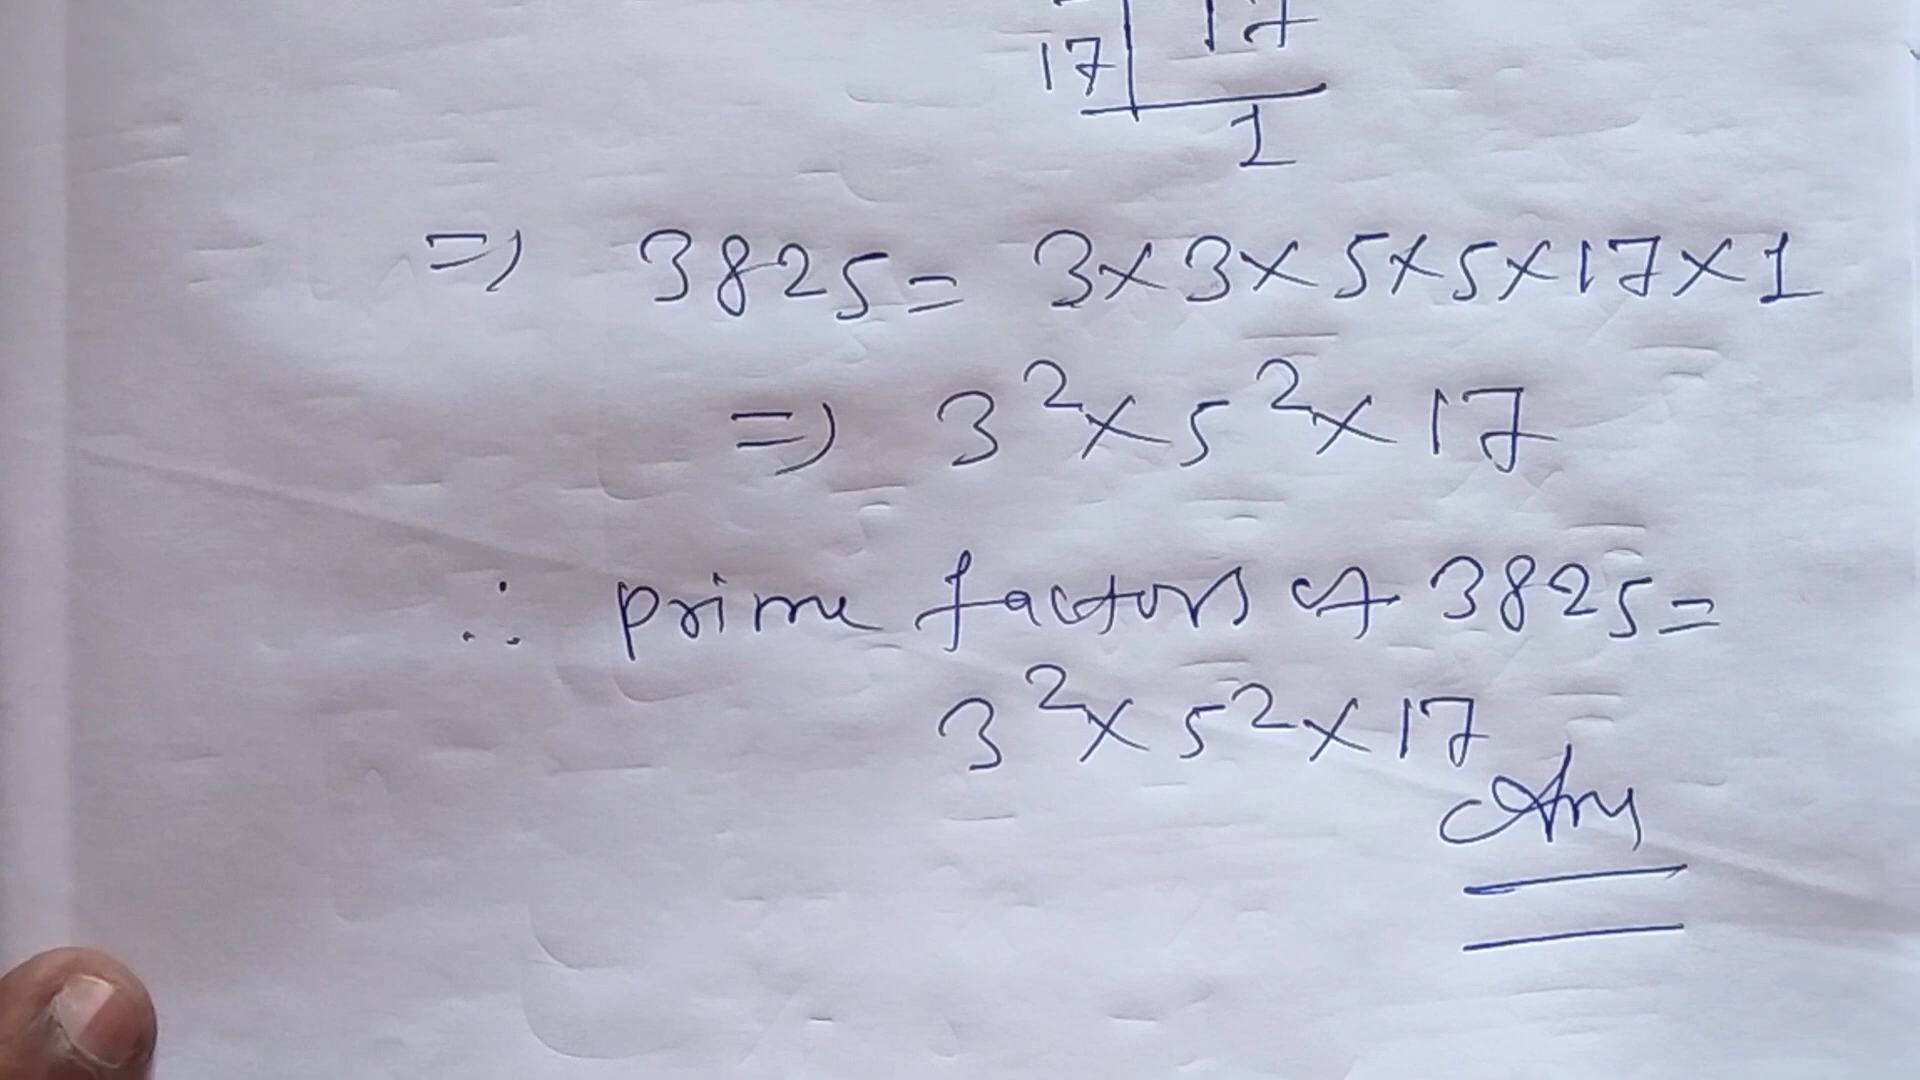 17 | 17
1
=> 3825 = 3×3×5×5×17×1
=> 3²×5²×17
∴ prime factors of 3825 =
3²×5²×17
Ans